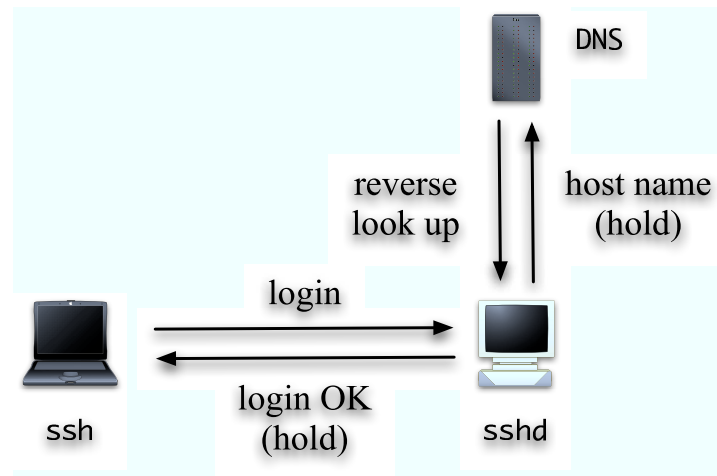 DNS
reverse
look up
host name
(hold)
login
login OK
(hold)
ssh
sshd